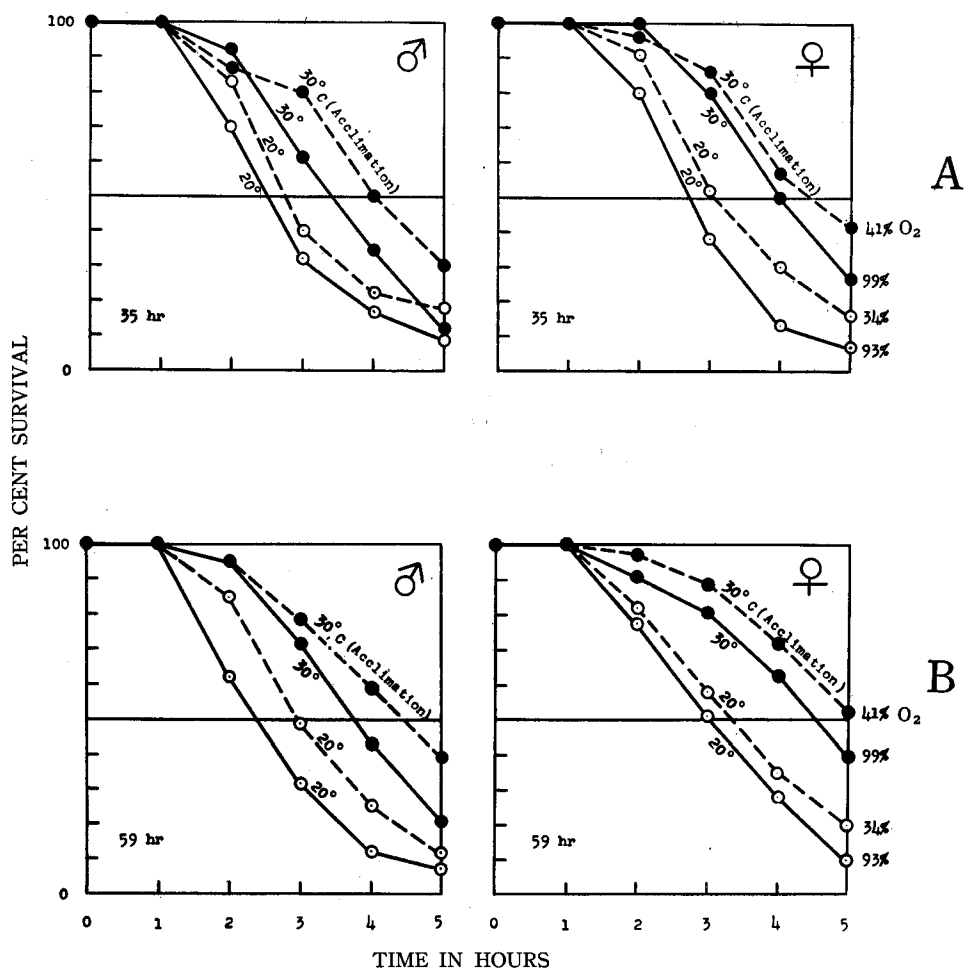 100
♂
30° C (Acclimation)
30°
20°
20°
35 hr
0
♀
30° C (Acclimation)
30°
20°
20°
35 hr
41% O₂
99%
34%
93%
A
PER CENT SURVIVAL
100
♂
30° C (Acclimation)
30°
20°
20°
59 hr
0
0 1 2 3 4 5
♀
30° C (Acclimation)
30°
20°
20°
59 hr
41% O₂
99%
34%
93%
B
0 1 2 3 4 5
TIME IN HOURS